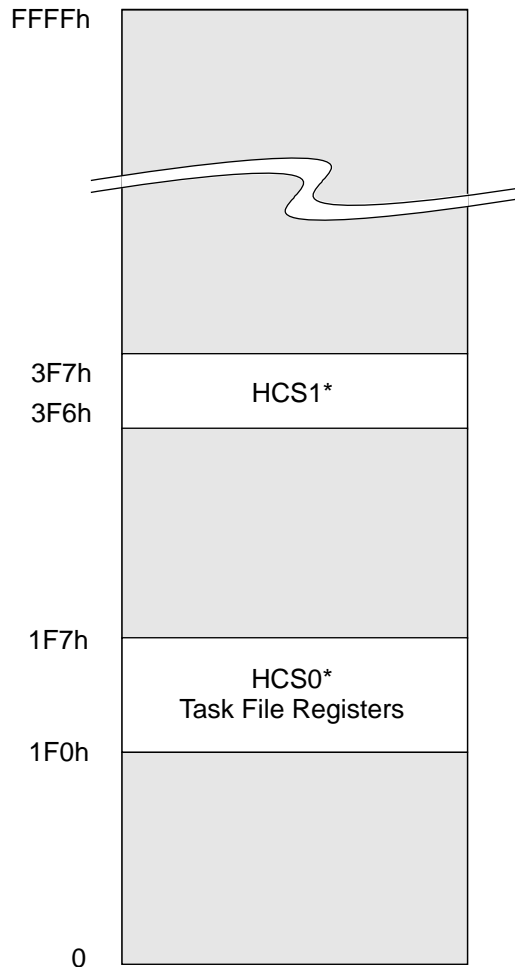 FFFFh
3F7h
HCS1*
3F6h
1F7h
HCS0*
Task File Registers
1F0h
0